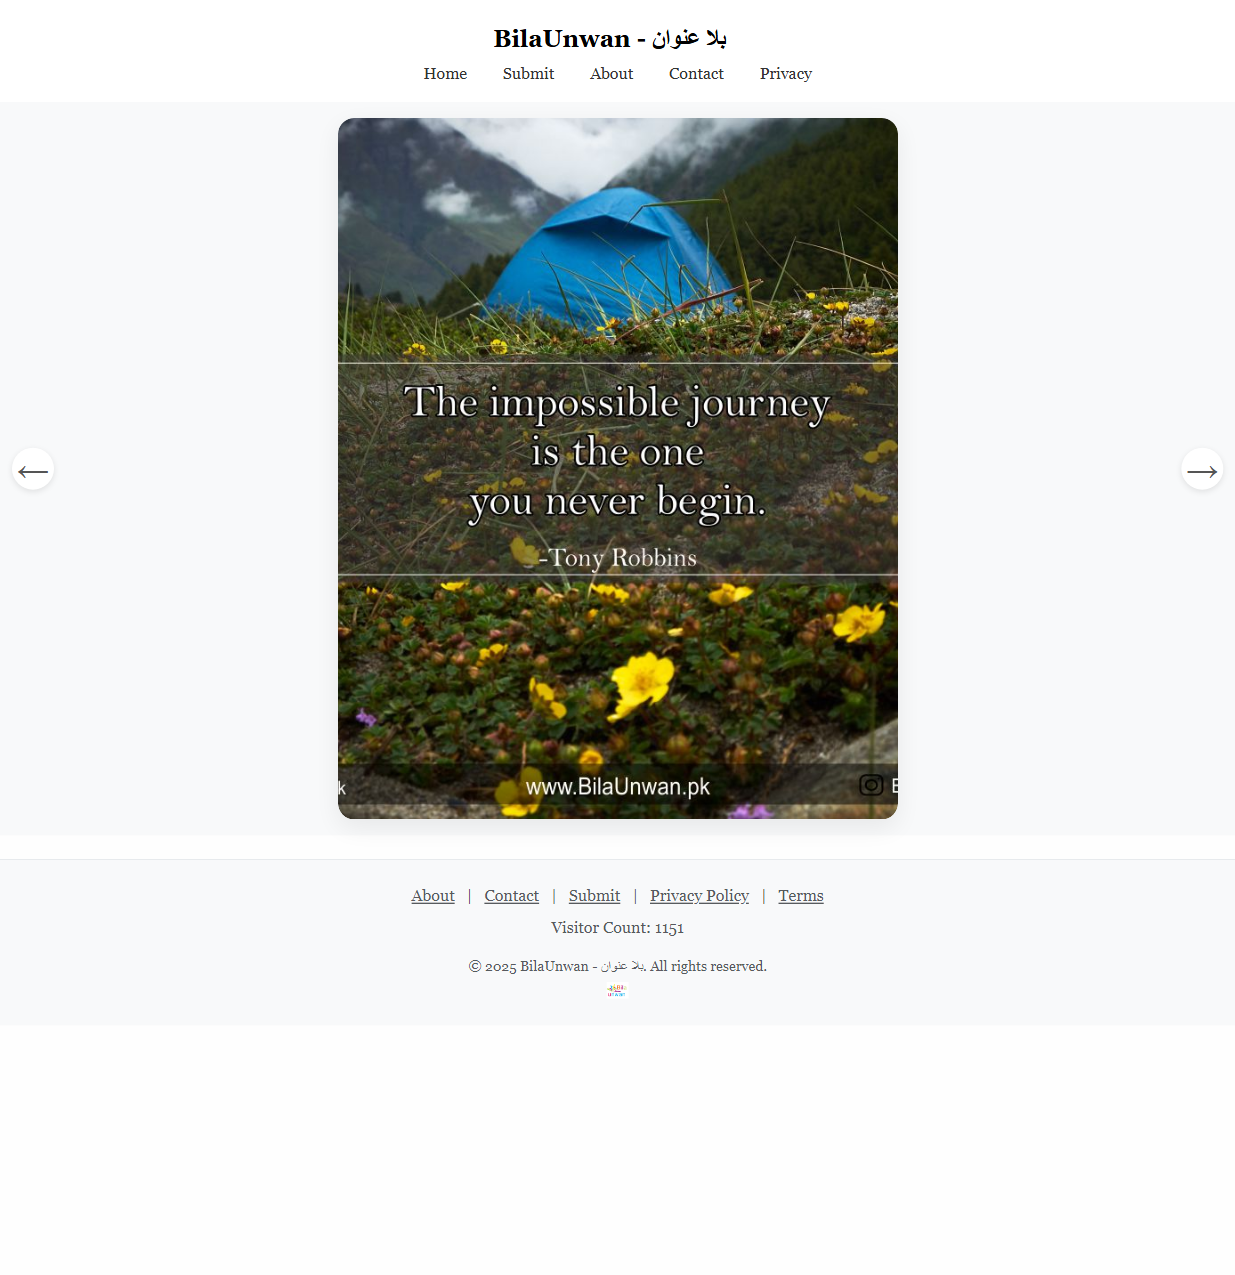 BilaUnwan - بلا عنوان
Home Submit About Contact Privacy
The impossible journey
is the one
you never begin.
-Tony Robbins
k www.BilaUnwan.pk
← →
About | Contact | Submit | Privacy Policy | Terms
Visitor Count: 1151
© 2025 BilaUnwan - بلا عنوان. All rights reserved.